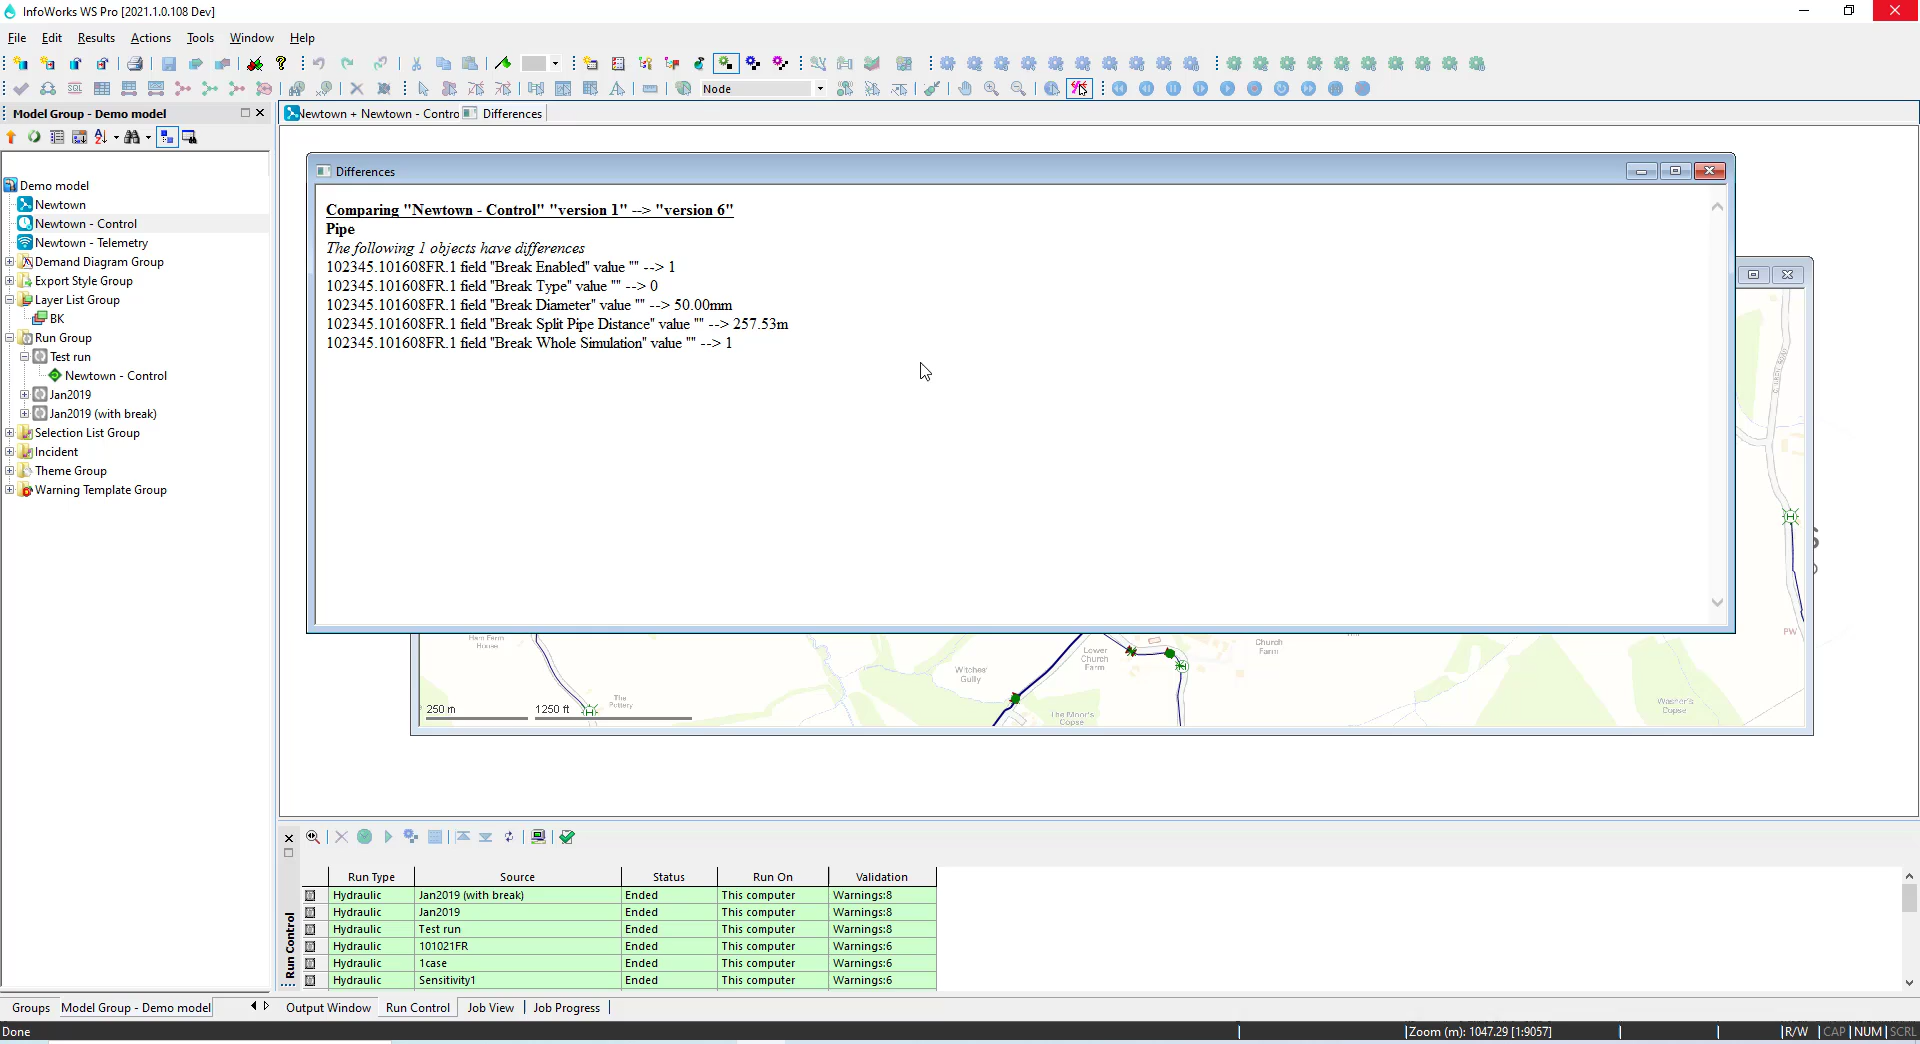 InfoWorks WS Pro [2021.1.0.108 Dev]
File Edit Results Actions Tools Window Help
SQL
Node
Model Group - Demo model
Newtown + Newtown - Contro
Differences
Demo model
Newtown
Newtown - Control
Newtown - Telemetry
Demand Diagram Group
Export Style Group
Layer List Group
BK
Run Group
Test run
Newtown - Control
Jan2019
Jan2019 (with break)
Selection List Group
Incident
Theme Group
Warning Template Group
Differences
Comparing "Newtown - Control" "version 1" --> "version 6"
Pipe
The following 1 objects have differences
102345.101608FR.1 field "Break Enabled" value "" --> 1
102345.101608FR.1 field "Break Type" value "" --> 0
102345.101608FR.1 field "Break Diameter" value "" --> 50.00mm
102345.101608FR.1 field "Break Split Pipe Distance" value "" --> 257.53m
102345.101608FR.1 field "Break Whole Simulation" value "" --> 1
PW
House
Witches'
Gully
Lower
Church
Farm
Church
Farm
The
Pottery
The Moor's
Copse
Washer's
Copse
250 m
1250 ft
Run Control
Run Type Source Status Run On Validation
Hydraulic Jan2019 (with break) Ended This computer Warnings:8
Hydraulic Jan2019 Ended This computer Warnings:8
Hydraulic Test run Ended This computer Warnings:8
Hydraulic 101021FR Ended This computer Warnings:6
Hydraulic 1case Ended This computer Warnings:6
Hydraulic Sensitivity1 Ended This computer Warnings:6
Groups Model Group - Demo model
Output Window Run Control Job View Job Progress
Done
Zoom (m): 1047.29 [1:9057]
R/W CAP NUM SCRL